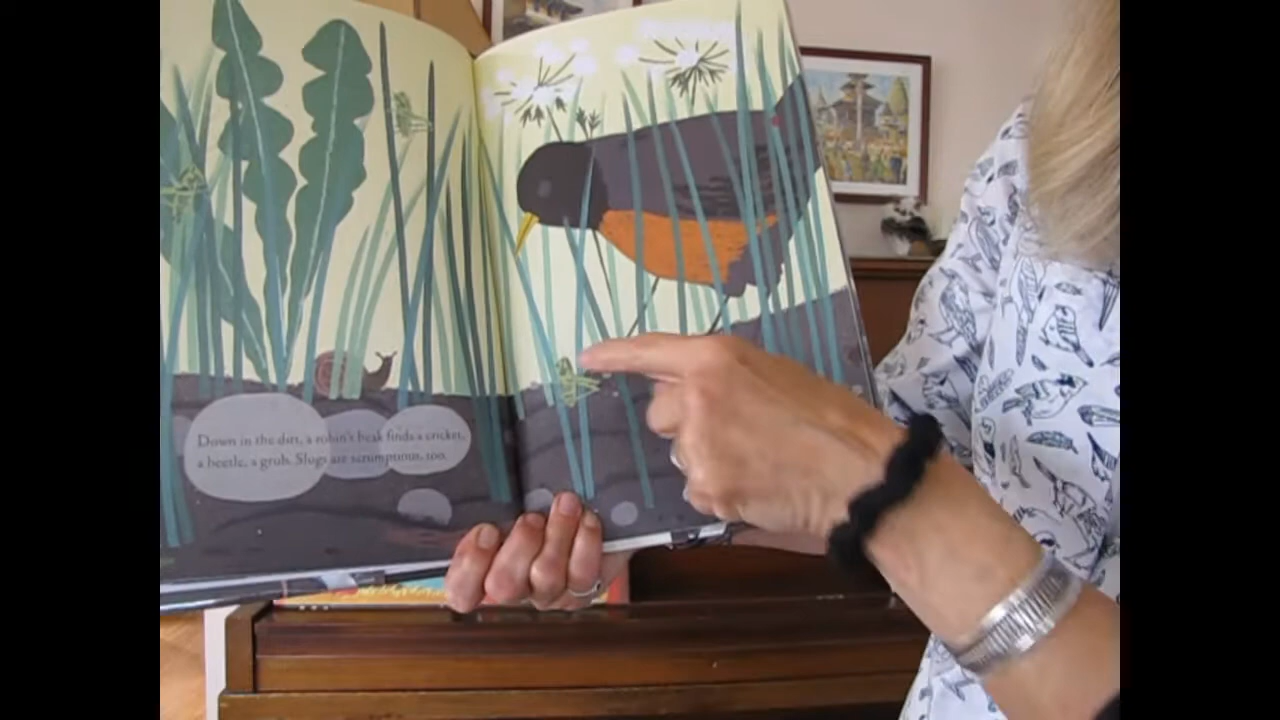 Down in the dirt, a robin's beak finds a cricket,
a beetle, a grub. Slugs are scrumptious, too.